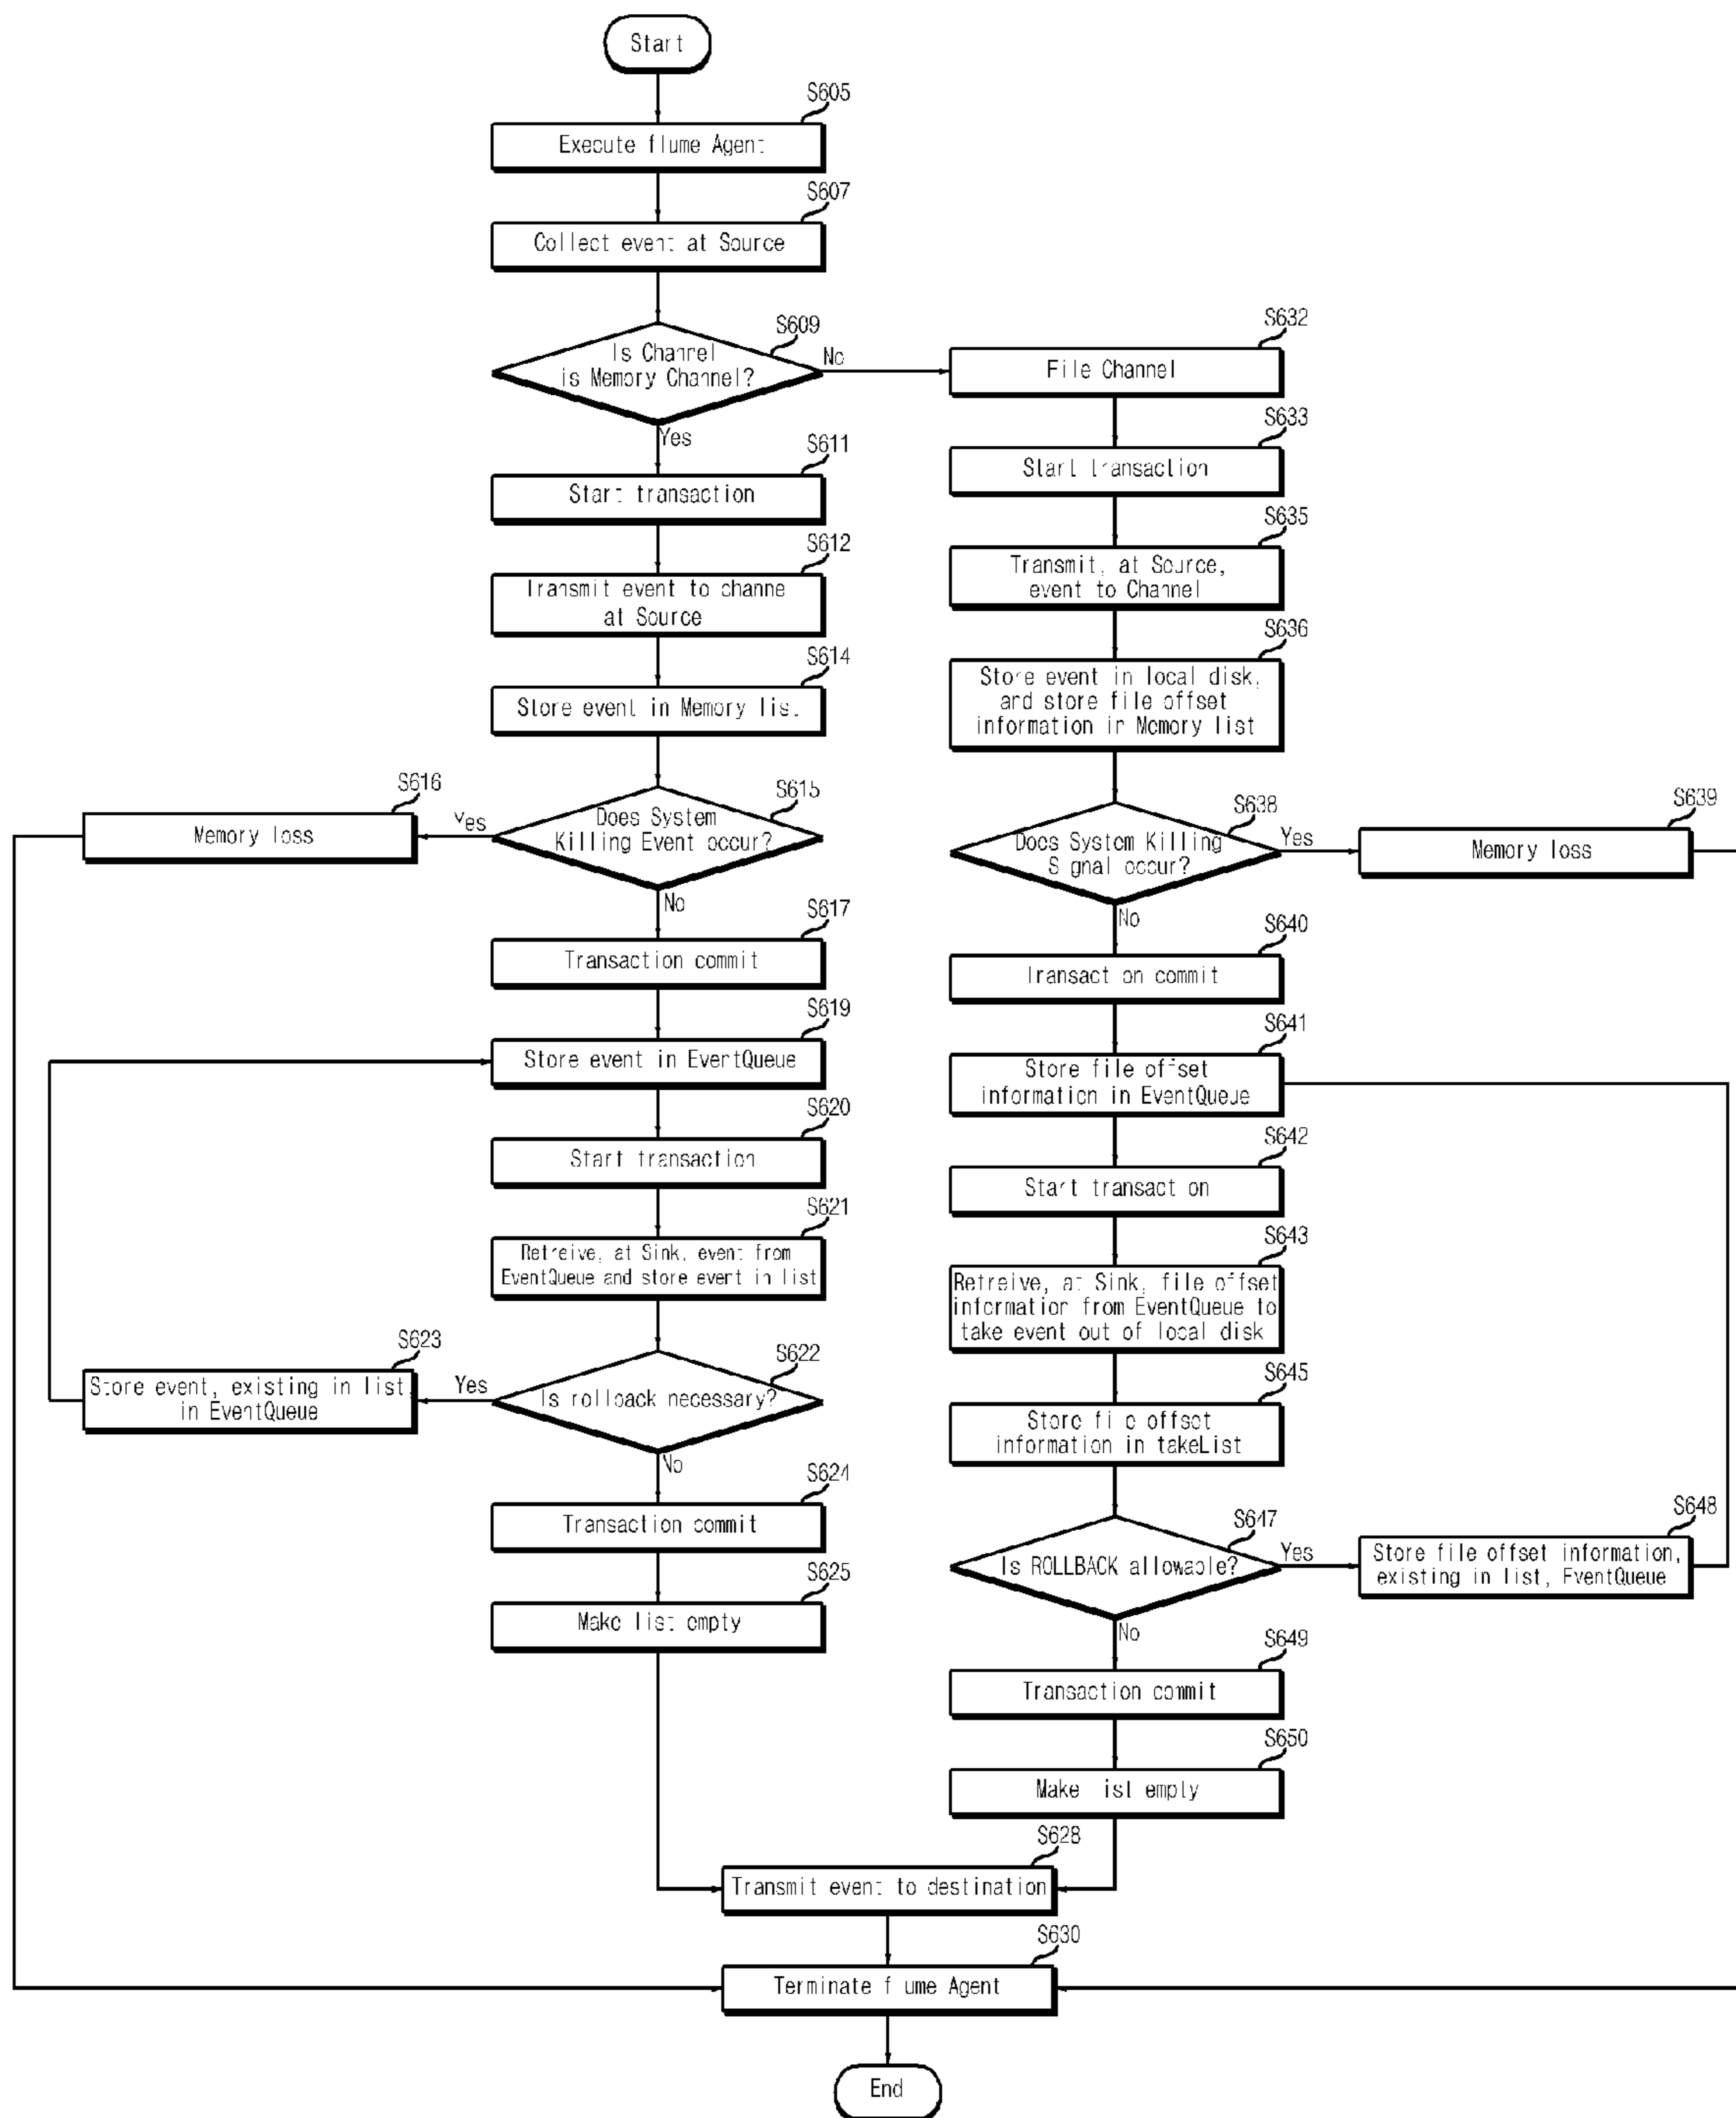 Start
S605
Execute flume Agent
S607
Collect event at Source
S609
Is Channel
is Memory Channel?
No
Yes
S611
Start transaction
S612
Transmit event to channe
at Source
S614
Store event in Memory list
S615
Does System
Killing Event occur?
Yes
S616
Memory loss
No
S617
Transaction commit
S619
Store event in EventQueue
S620
Start transaction
S621
Retreive, at Sink, event from
EventQueue and store event in list
S622
Is rollback necessary?
Yes
S623
Store event, existing in list,
in EventQueue
No
S624
Transaction commit
S625
Make list empty
S632
File Channel
S633
Start transaction
S635
Transmit, at Source,
event to Channel
S636
Store event in local disk,
and store file offset
information in Memory list
S638
Does System Killing
Signal occur?
Yes
S639
Memory loss
No
S640
Transaction commit
S641
Store file offset
information in EventQueue
S642
Start transaction
S643
Retreive, at Sink, file offset
information from EventQueue to
take event out of local disk
S645
Store file offset
information in takeList
S647
Is ROLLBACK allowable?
Yes
S648
Store file offset information,
existing in list, EventQueue
No
S649
Transaction commit
S650
Make list empty
S628
Transmit event to destination
S630
Terminate flume Agent
End